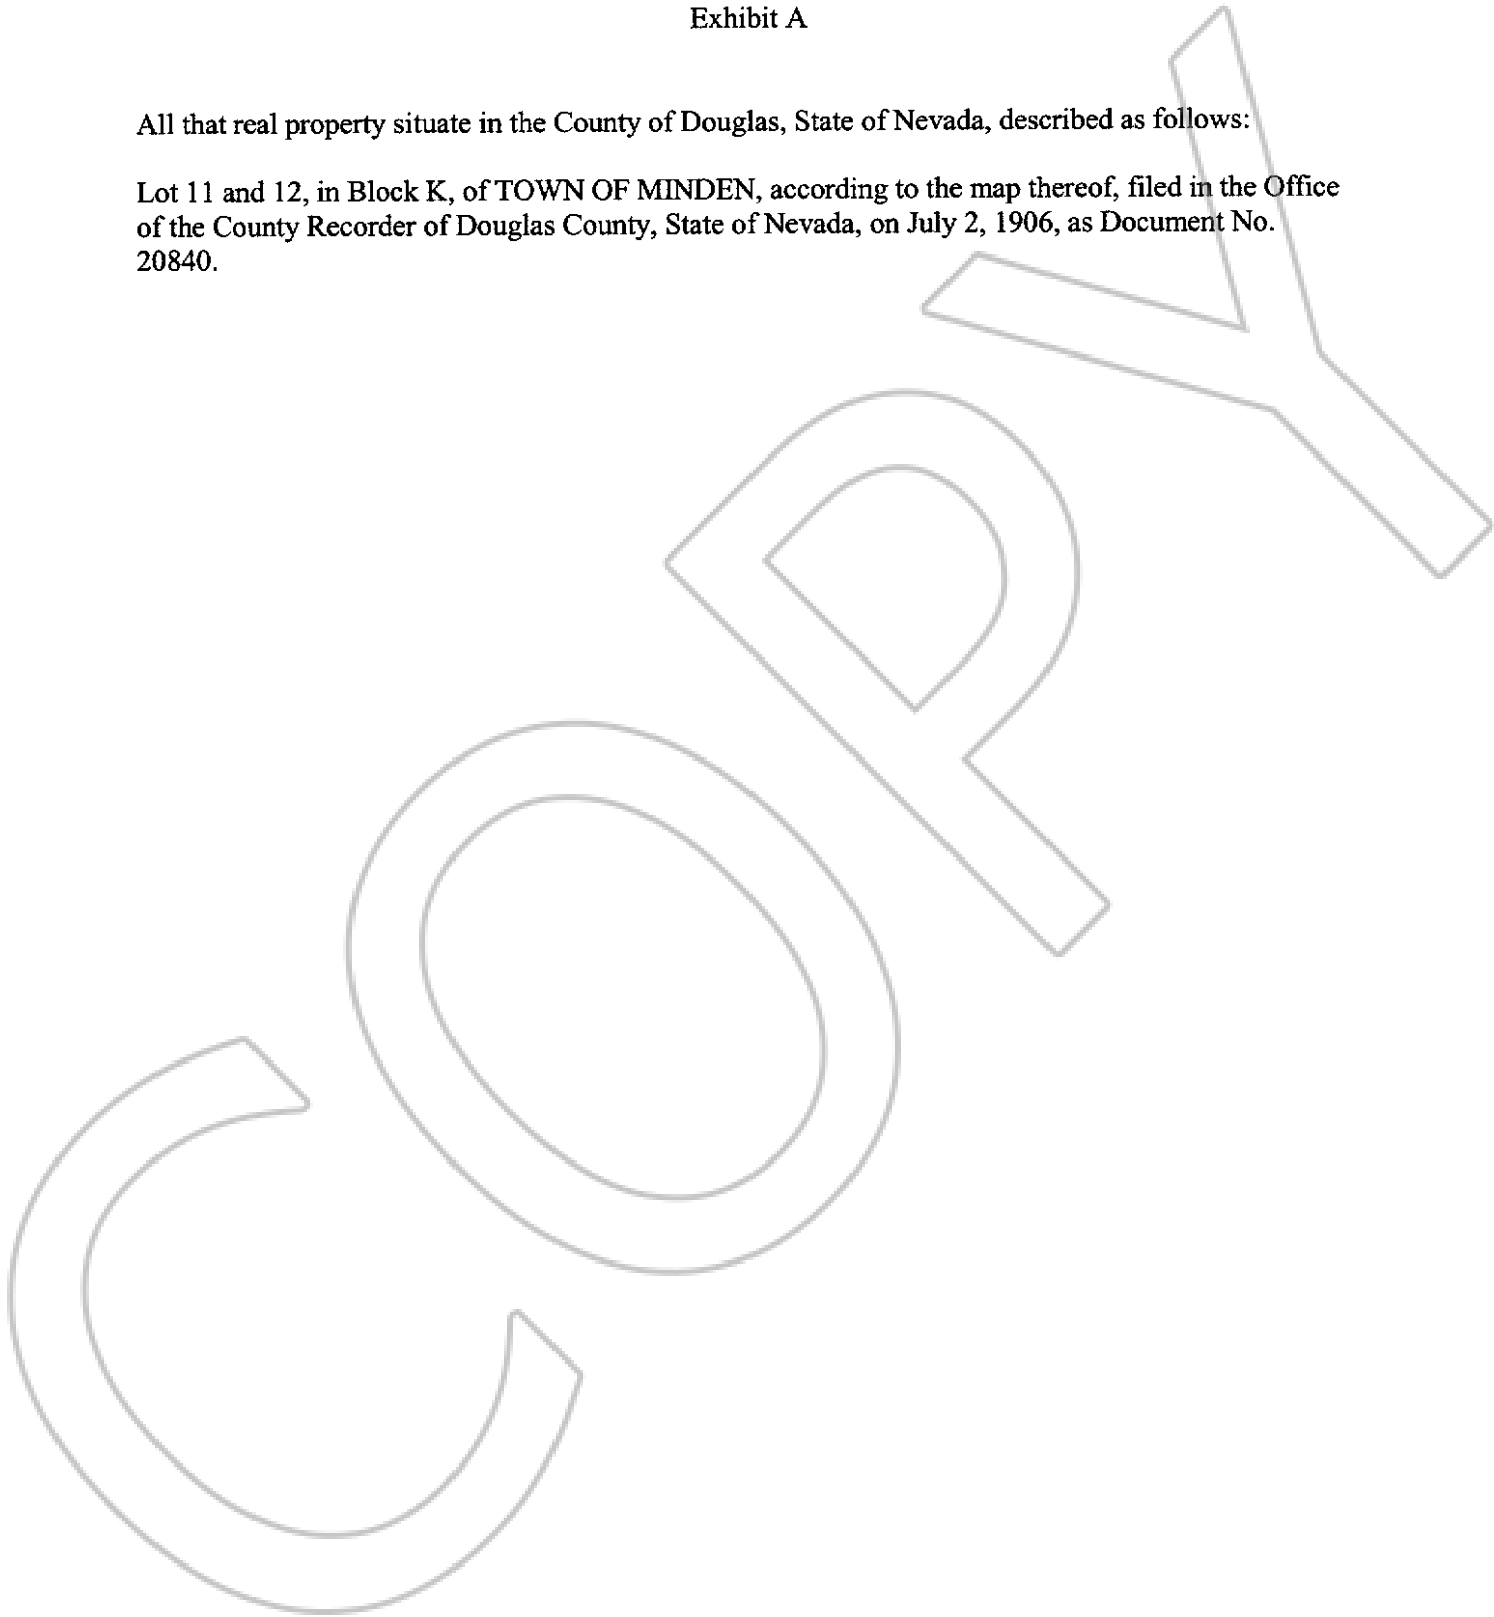 Exhibit A
All that real property situate in the County of Douglas, State of Nevada, described as follows:
Lot 11 and 12, in Block K, of TOWN OF MINDEN, according to the map thereof, filed in the Office
of the County Recorder of Douglas County, State of Nevada, on July 2, 1906, as Document No.
20840.
COPY